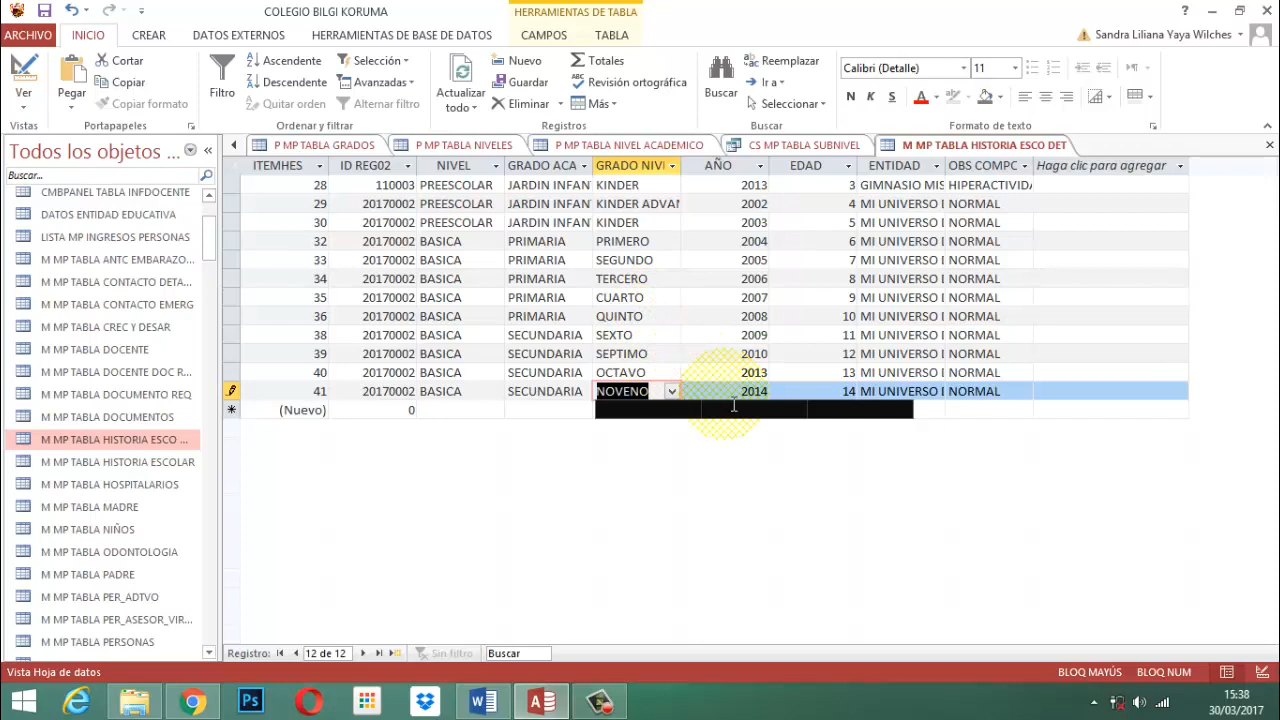 COLEGIO BILGI KORUMA
HERRAMIENTAS DE TABLA
?
ARCHIVO INICIO CREAR DATOS EXTERNOS HERRAMIENTAS DE BASE DE DATOS CAMPOS TABLA Sandra Liliana Yaya Wilches
Ver
Vistas
Pegar
Cortar
Copiar
Copiar formato
Portapapeles
Filtro
Ascendente
Descendente
Quitar orden
Selección
Avanzadas
Alternar filtro
Ordenar y filtrar
Actualizar
todo
Nuevo
Guardar
Eliminar
Totales
Revisión ortográfica
Más
Registros
Buscar
Reemplazar
Ir a
Seleccionar
Buscar
Calibri (Detalle) 11
N K S A
Formato de texto
Todos los objetos ...
Buscar...
CMBPANEL TABLA INFDOCENTE
DATOS ENTIDAD EDUCATIVA
LISTA MP INGRESOS PERSONAS
M MP TABLA ANTC EMBARAZO...
M MP TABLA CONTACTO DETA...
M MP TABLA CONTACTO EMERG
M MP TABLA CREC Y DESAR
M MP TABLA DOCENTE
M MP TABLA DOCENTE DOC R...
M MP TABLA DOCUMENTO REQ
M MP TABLA DOCUMENTOS
M MP TABLA HISTORIA ESCO ...
M MP TABLA HISTORIA ESCOLAR
M MP TABLA HOSPITALARIOS
M MP TABLA MADRE
M MP TABLA NIÑOS
M MP TABLA ODONTOLOGIA
M MP TABLA PADRE
M MP TABLA PER_ADTVO
M MP TABLA PER_ASESOR_VIR...
M MP TABLA PERSONAS
P MP TABLA GRADOS P MP TABLA NIVELES P MP TABLA NIVEL ACADEMICO CS MP TABLA SUBNIVEL M MP TABLA HISTORIA ESCO DET
ITEMHES ID REG02 NIVEL GRADO ACA GRADO NIVI AÑO EDAD ENTIDAD OBS COMPC Haga clic para agregar
28 110003 PREESCOLAR JARDIN INFAN KINDER 2013 3 GIMNASIO MIS HIPERACTIVIDA
29 20170002 PREESCOLAR JARDIN INFAN KINDER ADVAN 2002 4 MI UNIVERSO D NORMAL
30 20170002 PREESCOLAR JARDIN INFAN KINDER 2003 5 MI UNIVERSO D NORMAL
32 20170002 BASICA PRIMARIA PRIMERO 2004 6 MI UNIVERSO D NORMAL
33 20170002 BASICA PRIMARIA SEGUNDO 2005 7 MI UNIVERSO D NORMAL
34 20170002 BASICA PRIMARIA TERCERO 2006 8 MI UNIVERSO D NORMAL
35 20170002 BASICA PRIMARIA CUARTO 2007 9 MI UNIVERSO D NORMAL
36 20170002 BASICA PRIMARIA QUINTO 2008 10 MI UNIVERSO D NORMAL
38 20170002 BASICA SECUNDARIA SEXTO 2009 11 MI UNIVERSO D NORMAL
39 20170002 BASICA SECUNDARIA SEPTIMO 2010 12 MI UNIVERSO D NORMAL
40 20170002 BASICA SECUNDARIA OCTAVO 2013 13 MI UNIVERSO D NORMAL
41 20170002 BASICA SECUNDARIA NOVENO 2014 14 MI UNIVERSO D NORMAL
(Nuevo) 0
Registro: 12 de 12 Sin filtro Buscar
Vista Hoja de datos BLOQ MAYÚS BLOQ NUM
15:38
30/03/2017